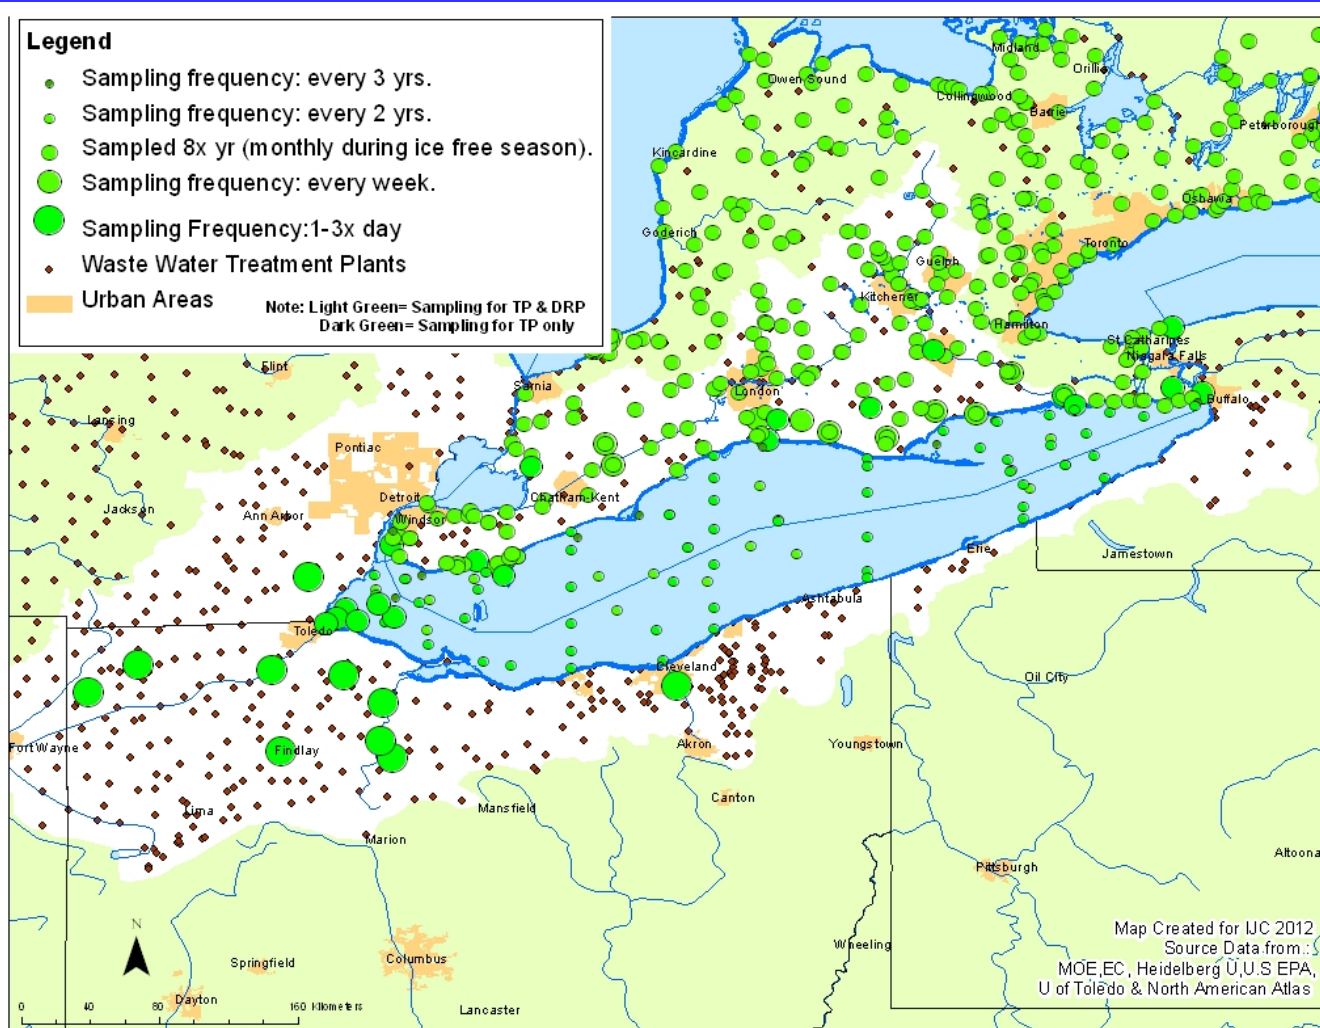 Legend
Sampling frequency: every 3 yrs.
Sampling frequency: every 2 yrs.
Sampled 8x yr (monthly during ice free season).
Sampling frequency: every week.
Sampling Frequency:1-3x day
Waste Water Treatment Plants
Urban Areas
Note: Light Green= Sampling for TP & DRP
Dark Green= Sampling for TP only
Midland
Orillia
Owen Sound
Collingwood
Barrie
Peterborough
Kincardine
Oshawa
Goderich
Toronto
Guelph
Kitchener
Hamilton
St Catharines
Niagara Falls
Flint
Sarnia
London
Buffalo
Lansing
Pontiac
Detroit
Chatham-Kent
Jackson
Ann Arbor
Windsor
Erie
Jamestown
Ashtabula
Toledo
Cleveland
Oil City
Fort Wayne
Findlay
Akron
Youngstown
Canton
Lima
Mansfield
Marion
Altoona
Pittsburgh
N
Wheeling
Springfield
Columbus
Dayton
Lancaster
0 40 80 160 Kilometers
Map Created for IJC 2012
Source Data from.:
MOE,EC, Heidelberg U,U.S EPA,
U of Toledo & North American Atlas